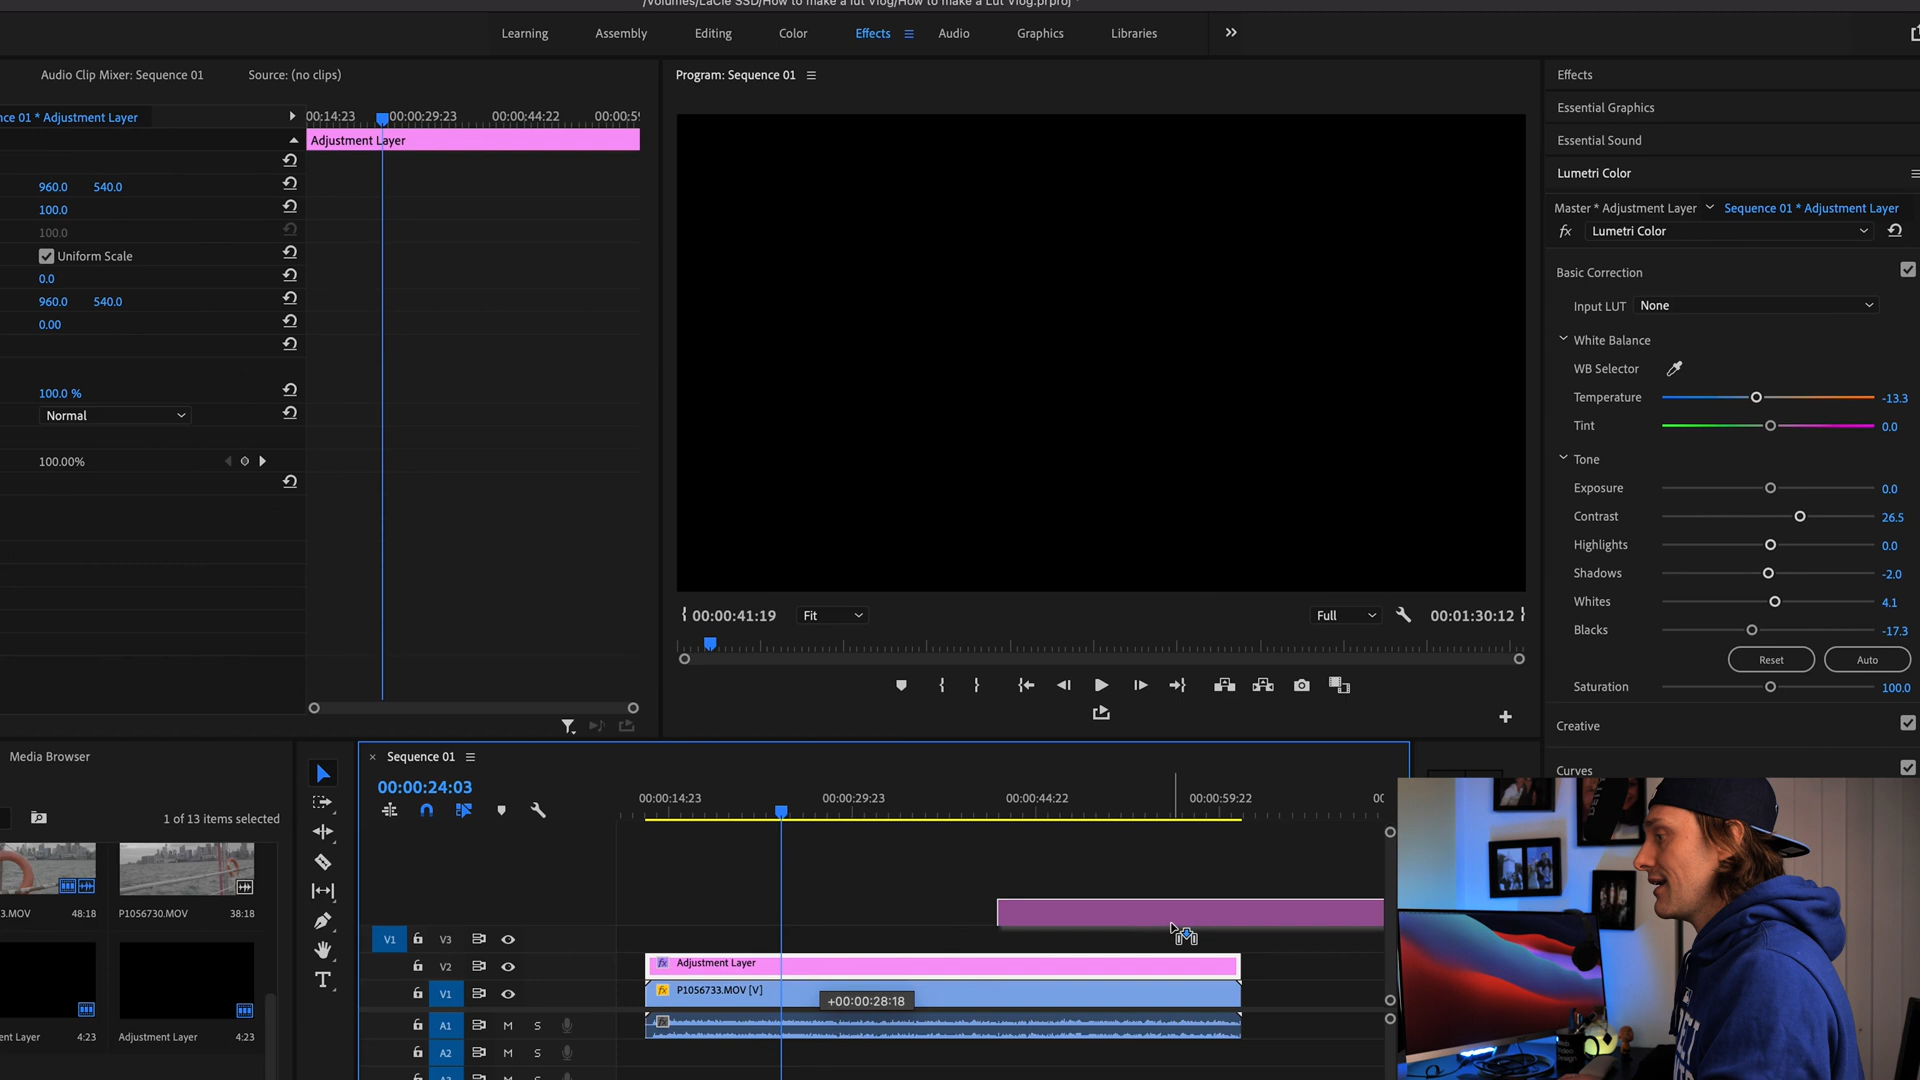 /Volumes/LaCie SSD/How to make a lut Vlog/How to make a Lut Vlog.prproj *
Learning Assembly Editing Color Effects Audio Graphics Libraries
Audio Clip Mixer: Sequence 01 Source: (no clips)
Program: Sequence 01
Effects
Essential Graphics
Essential Sound
Lumetri Color
nce 01 * Adjustment Layer
00:14:23 00:00:29:23 00:00:44:22 00:00:5
Adjustment Layer
960.0 540.0
100.0
100.0
Uniform Scale
0.0
960.0 540.0
0.00
100.0 %
Normal
100.00%
00:00:41:19 Fit Full 00:01:30:12
Master * Adjustment Layer Sequence 01 * Adjustment Layer
fx Lumetri Color
Basic Correction
Input LUT None
White Balance
WB Selector
Temperature -13.3
Tint 0.0
Tone
Exposure 0.0
Contrast 26.5
Highlights 0.0
Shadows -2.0
Whites 4.1
Blacks -17.3
Reset Auto
Saturation 100.0
Creative
Curves
Media Browser
1 of 13 items selected
3.MOV 48:18 P1056730.MOV 38:18
ent Layer 4:23 Adjustment Layer 4:23
× Sequence 01
00:00:24:03
00:00:14:23 00:00:29:23 00:00:44:22 00:00:59:22 00
V1 V3
V2 fx Adjustment Layer
V1 fx P1056733.MOV [V]
+00:00:28:18
A1 M S
A2 M S